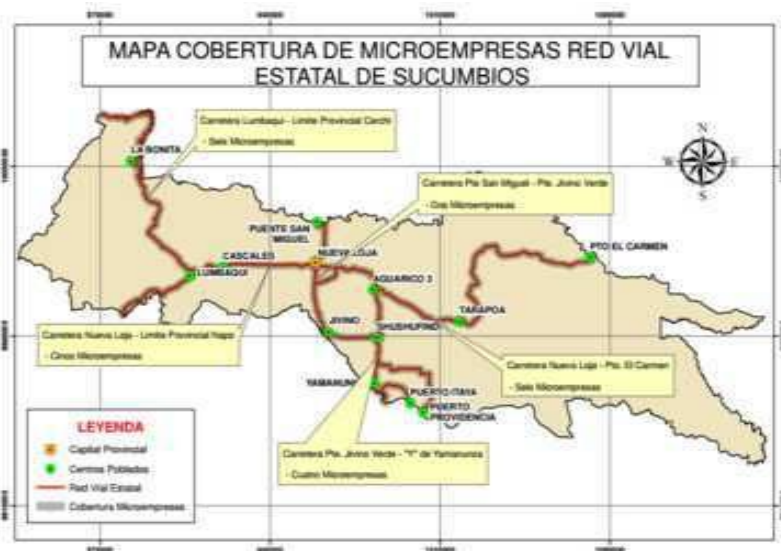 MAPA COBERTURA DE MICROEMPRESAS RED VIAL
ESTATAL DE SUCUMBIOS
Carretera Lumbaqui - Limite Provincial Carchi
- Seis Microempresas
N
W
E
S
LA BONITA
Carretera Pte San Miguel - Pte. Jivino Verde
- Dos Microempresas
PUENTE SAN
MIGUEL
NUEVA LOJA
CASCALES
LUMBAQUI
PTO EL CARMEN
AGUARICO 3
TARAPOA
JIVINO
SHUSHUFINDI
Carretera Nueva Loja - Limite Provincial Napo
- Cinco Microempresas
Carretera Nueva Loja - Pto. El Carmen
- Seis Microempresas
PUERTO ITAYA
PUERTO
PROVIDENCIA
Carretera Pte. Jivino Verde - "Y" de Yamanunca
- Cuatro Microempresas
LEYENDA
Capital Provincial
Centros Poblados
Red Vial Estatal
Cobertura Microempresas